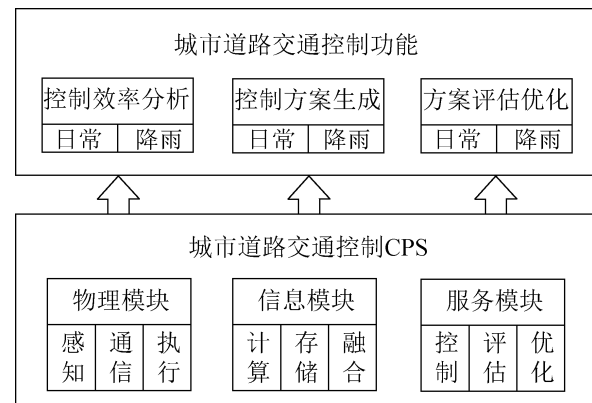 城市道路交通控制功能
控制效率分析 控制方案生成 方案评估优化
日常 降雨 日常 降雨 日常 降雨
城市道路交通控制CPS
物理模块 信息模块 服务模块
感知 通信 执行 计算 存储 融合 控制 评估 优化